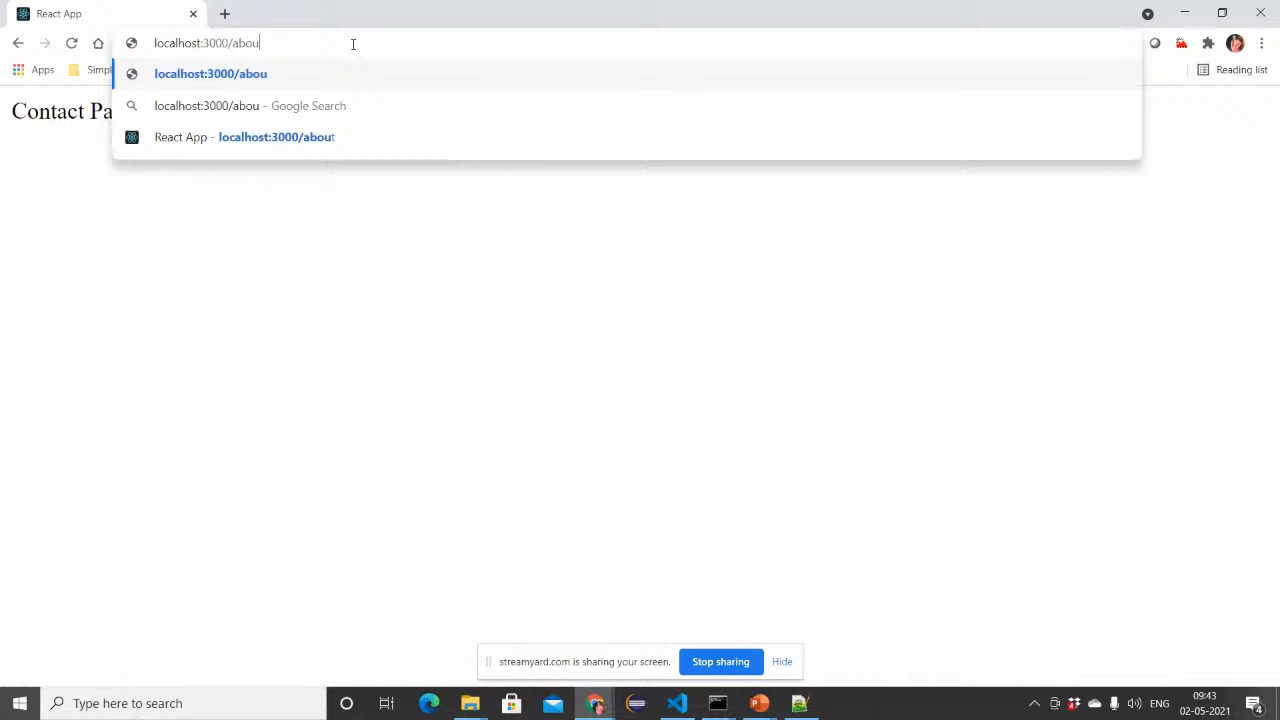 React App
localhost:3000/abou
Apps
Simpl
Reading list
localhost:3000/abou
localhost:3000/abou - Google Search
React App - localhost:3000/about
Contact Pa
streamyard.com is sharing your screen.
Stop sharing
Hide
Type here to search
ENG
09:43
02-05-2021
4